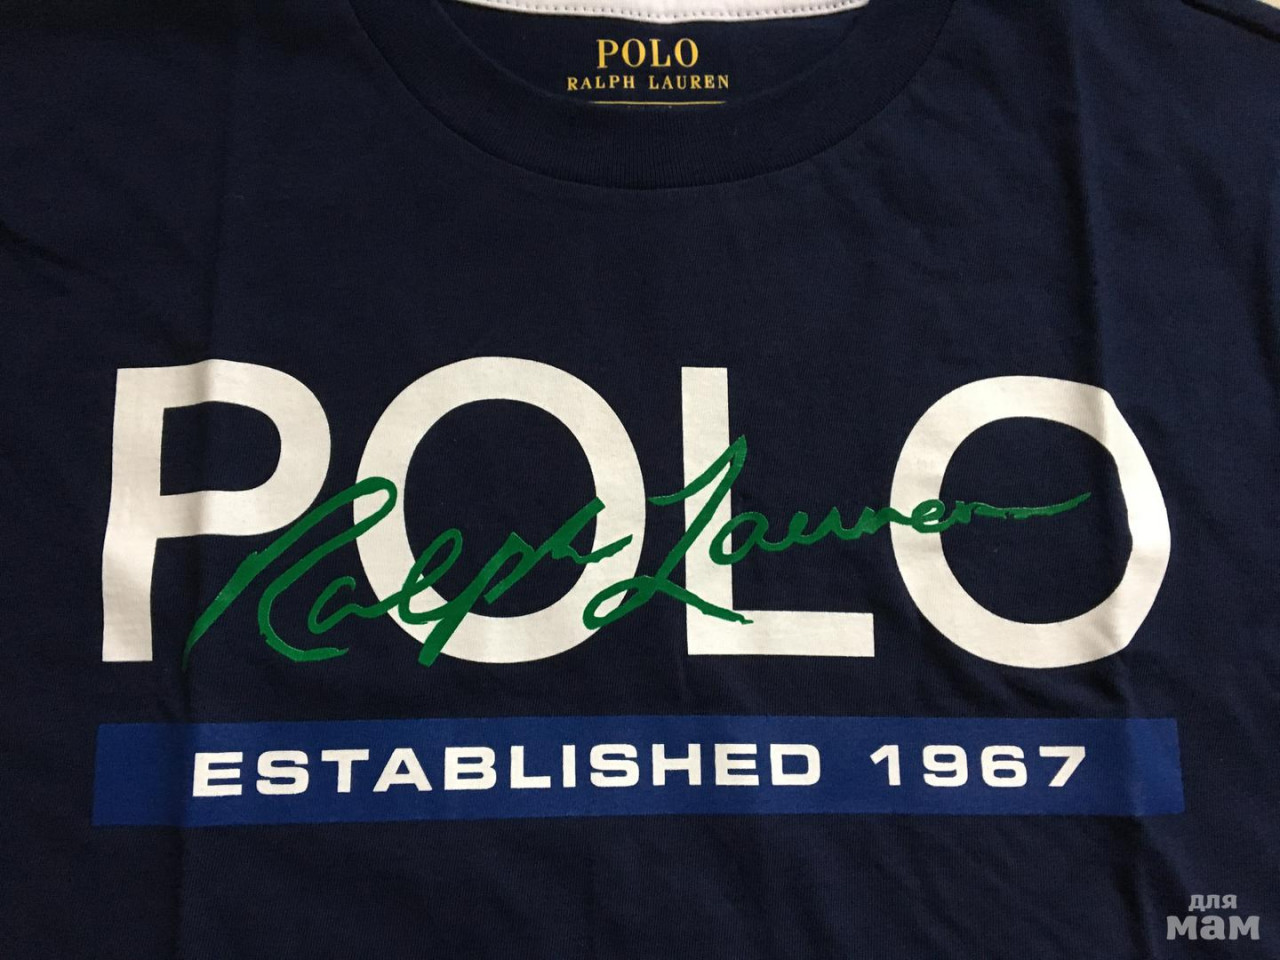 POLO
RALPH LAUREN
POLO
Ralph Lauren
ESTABLISHED 1967
для
мам